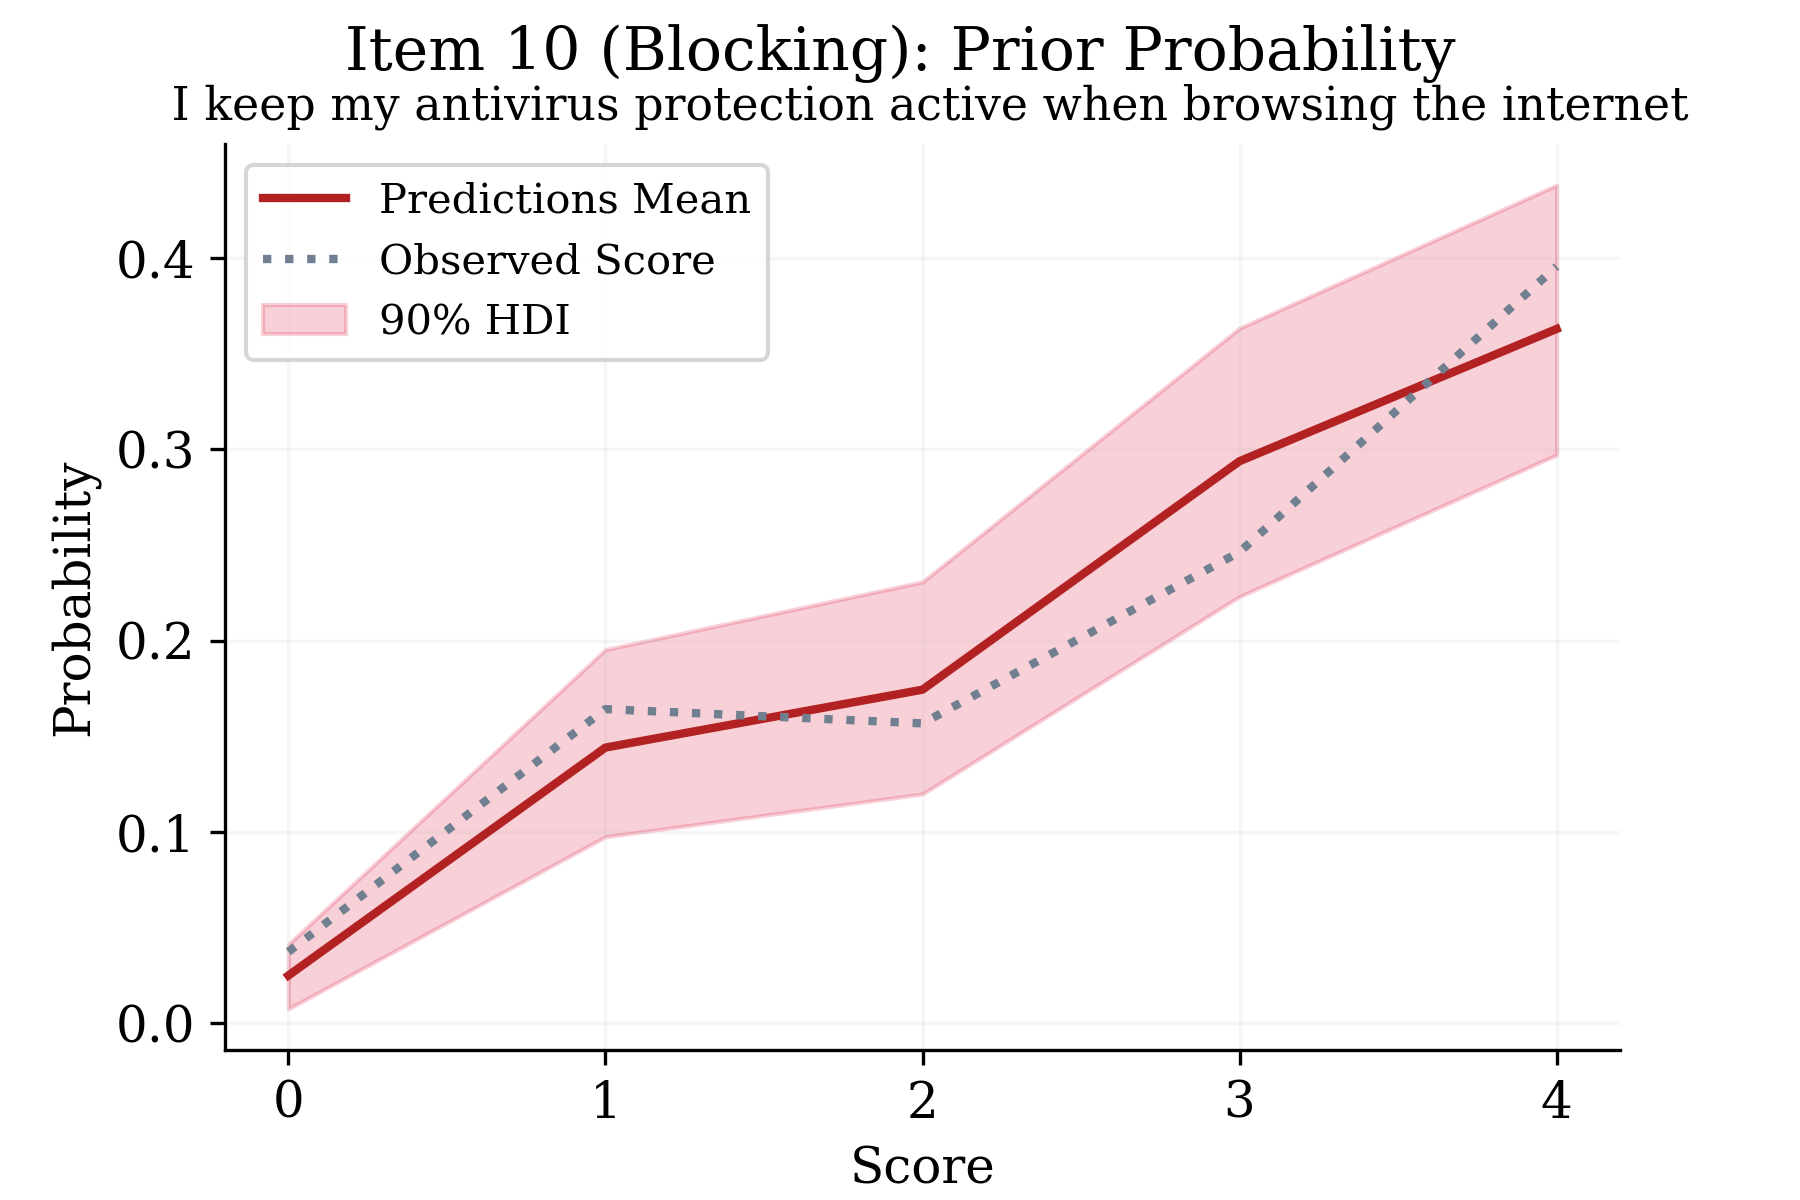 Item 10 (Blocking): Prior Probability
I keep my antivirus protection active when browsing the internet
Predictions Mean
Observed Score
90% HDI
Probability
0.4
0.3
0.2
0.1
0.0
0 1 2 3 4
Score